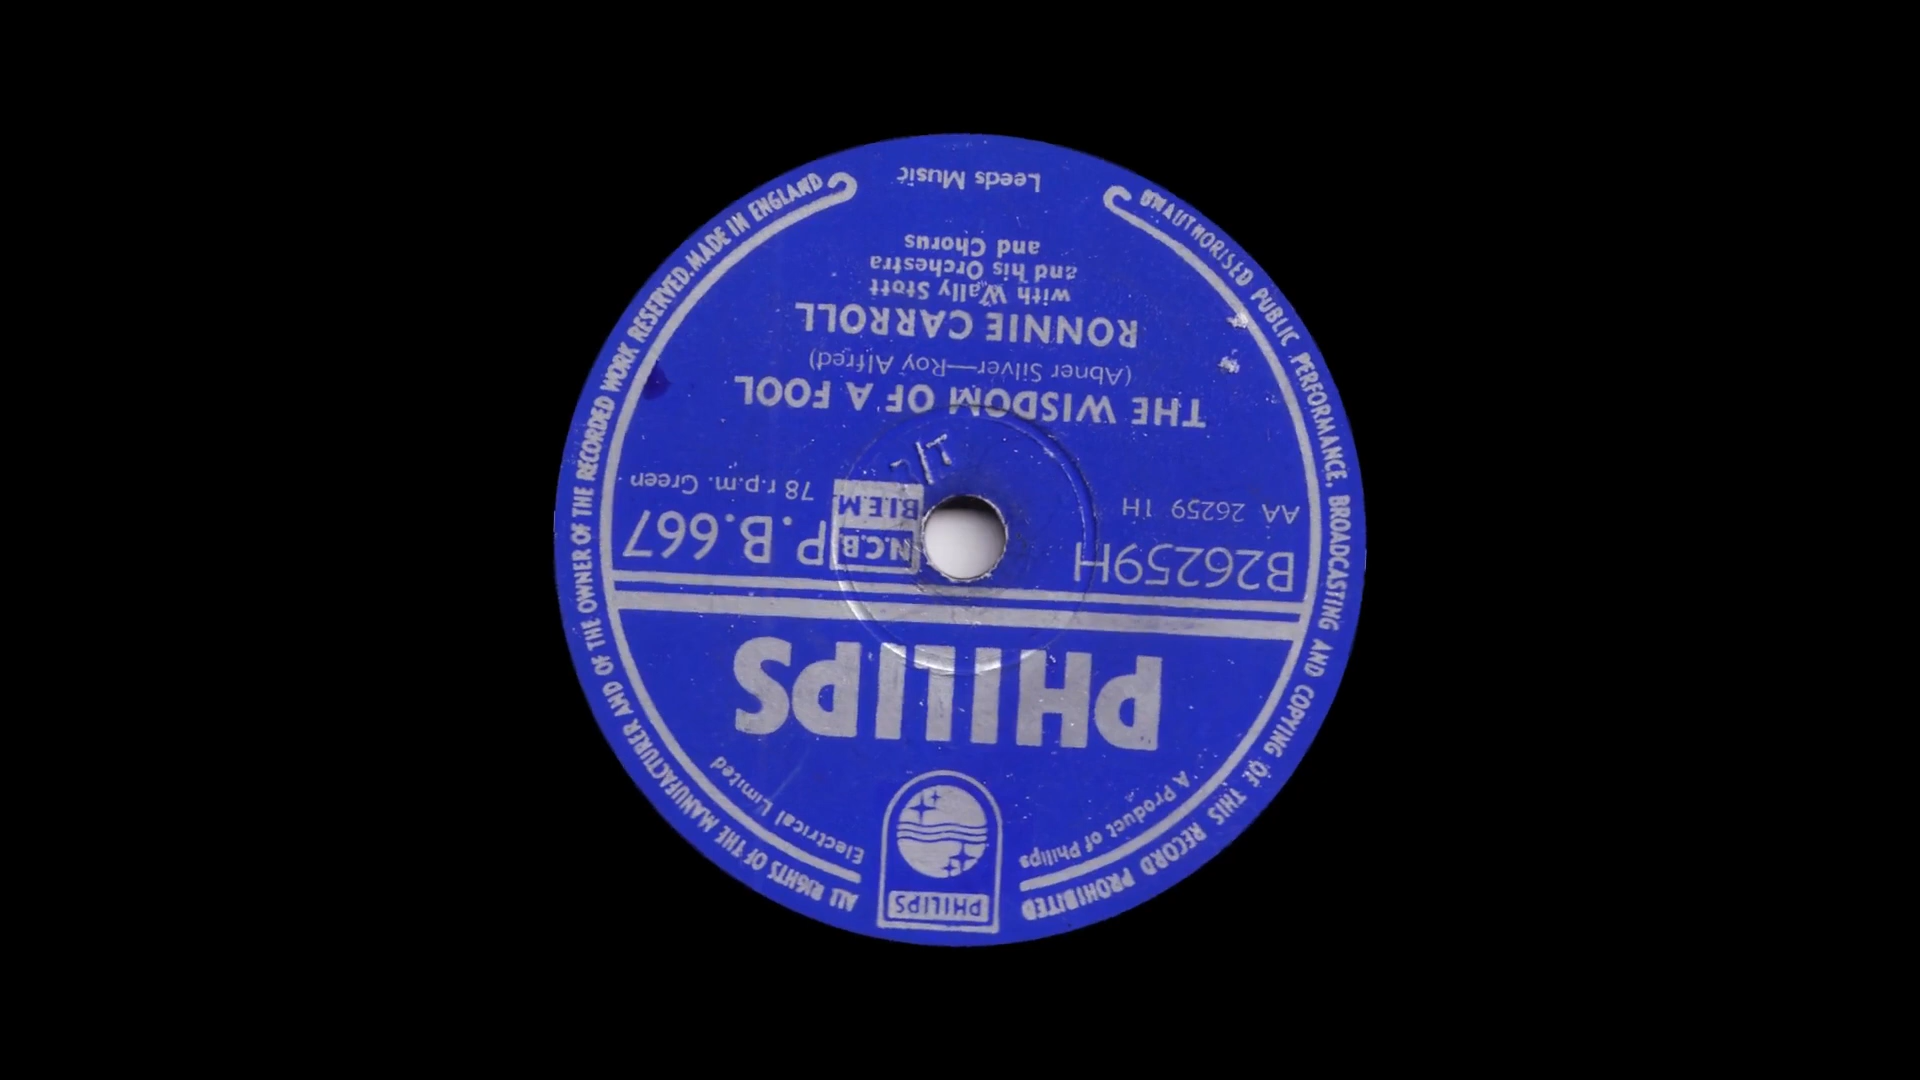 PHILIPS
A Product of Philips
Electrical Limited
PHILIPS
B26259H
N.C.B.
P.B.667
AA 26259 1H
B.I.E.M.
78 r.p.m. Green
THE WISDOM OF A FOOL
(Abner Silver—Roy Alfred)
RONNIE CARROLL
with Wally Stott
and his Orchestra
and Chorus
Leeds Music
ALL RIGHTS OF THE MANUFACTURER AND OF THE OWNER OF THE RECORDED WORK RESERVED. MADE IN ENGLAND
UNAUTHORISED PUBLIC PERFORMANCE, BROADCASTING AND COPYING OF THIS RECORD PROHIBITED